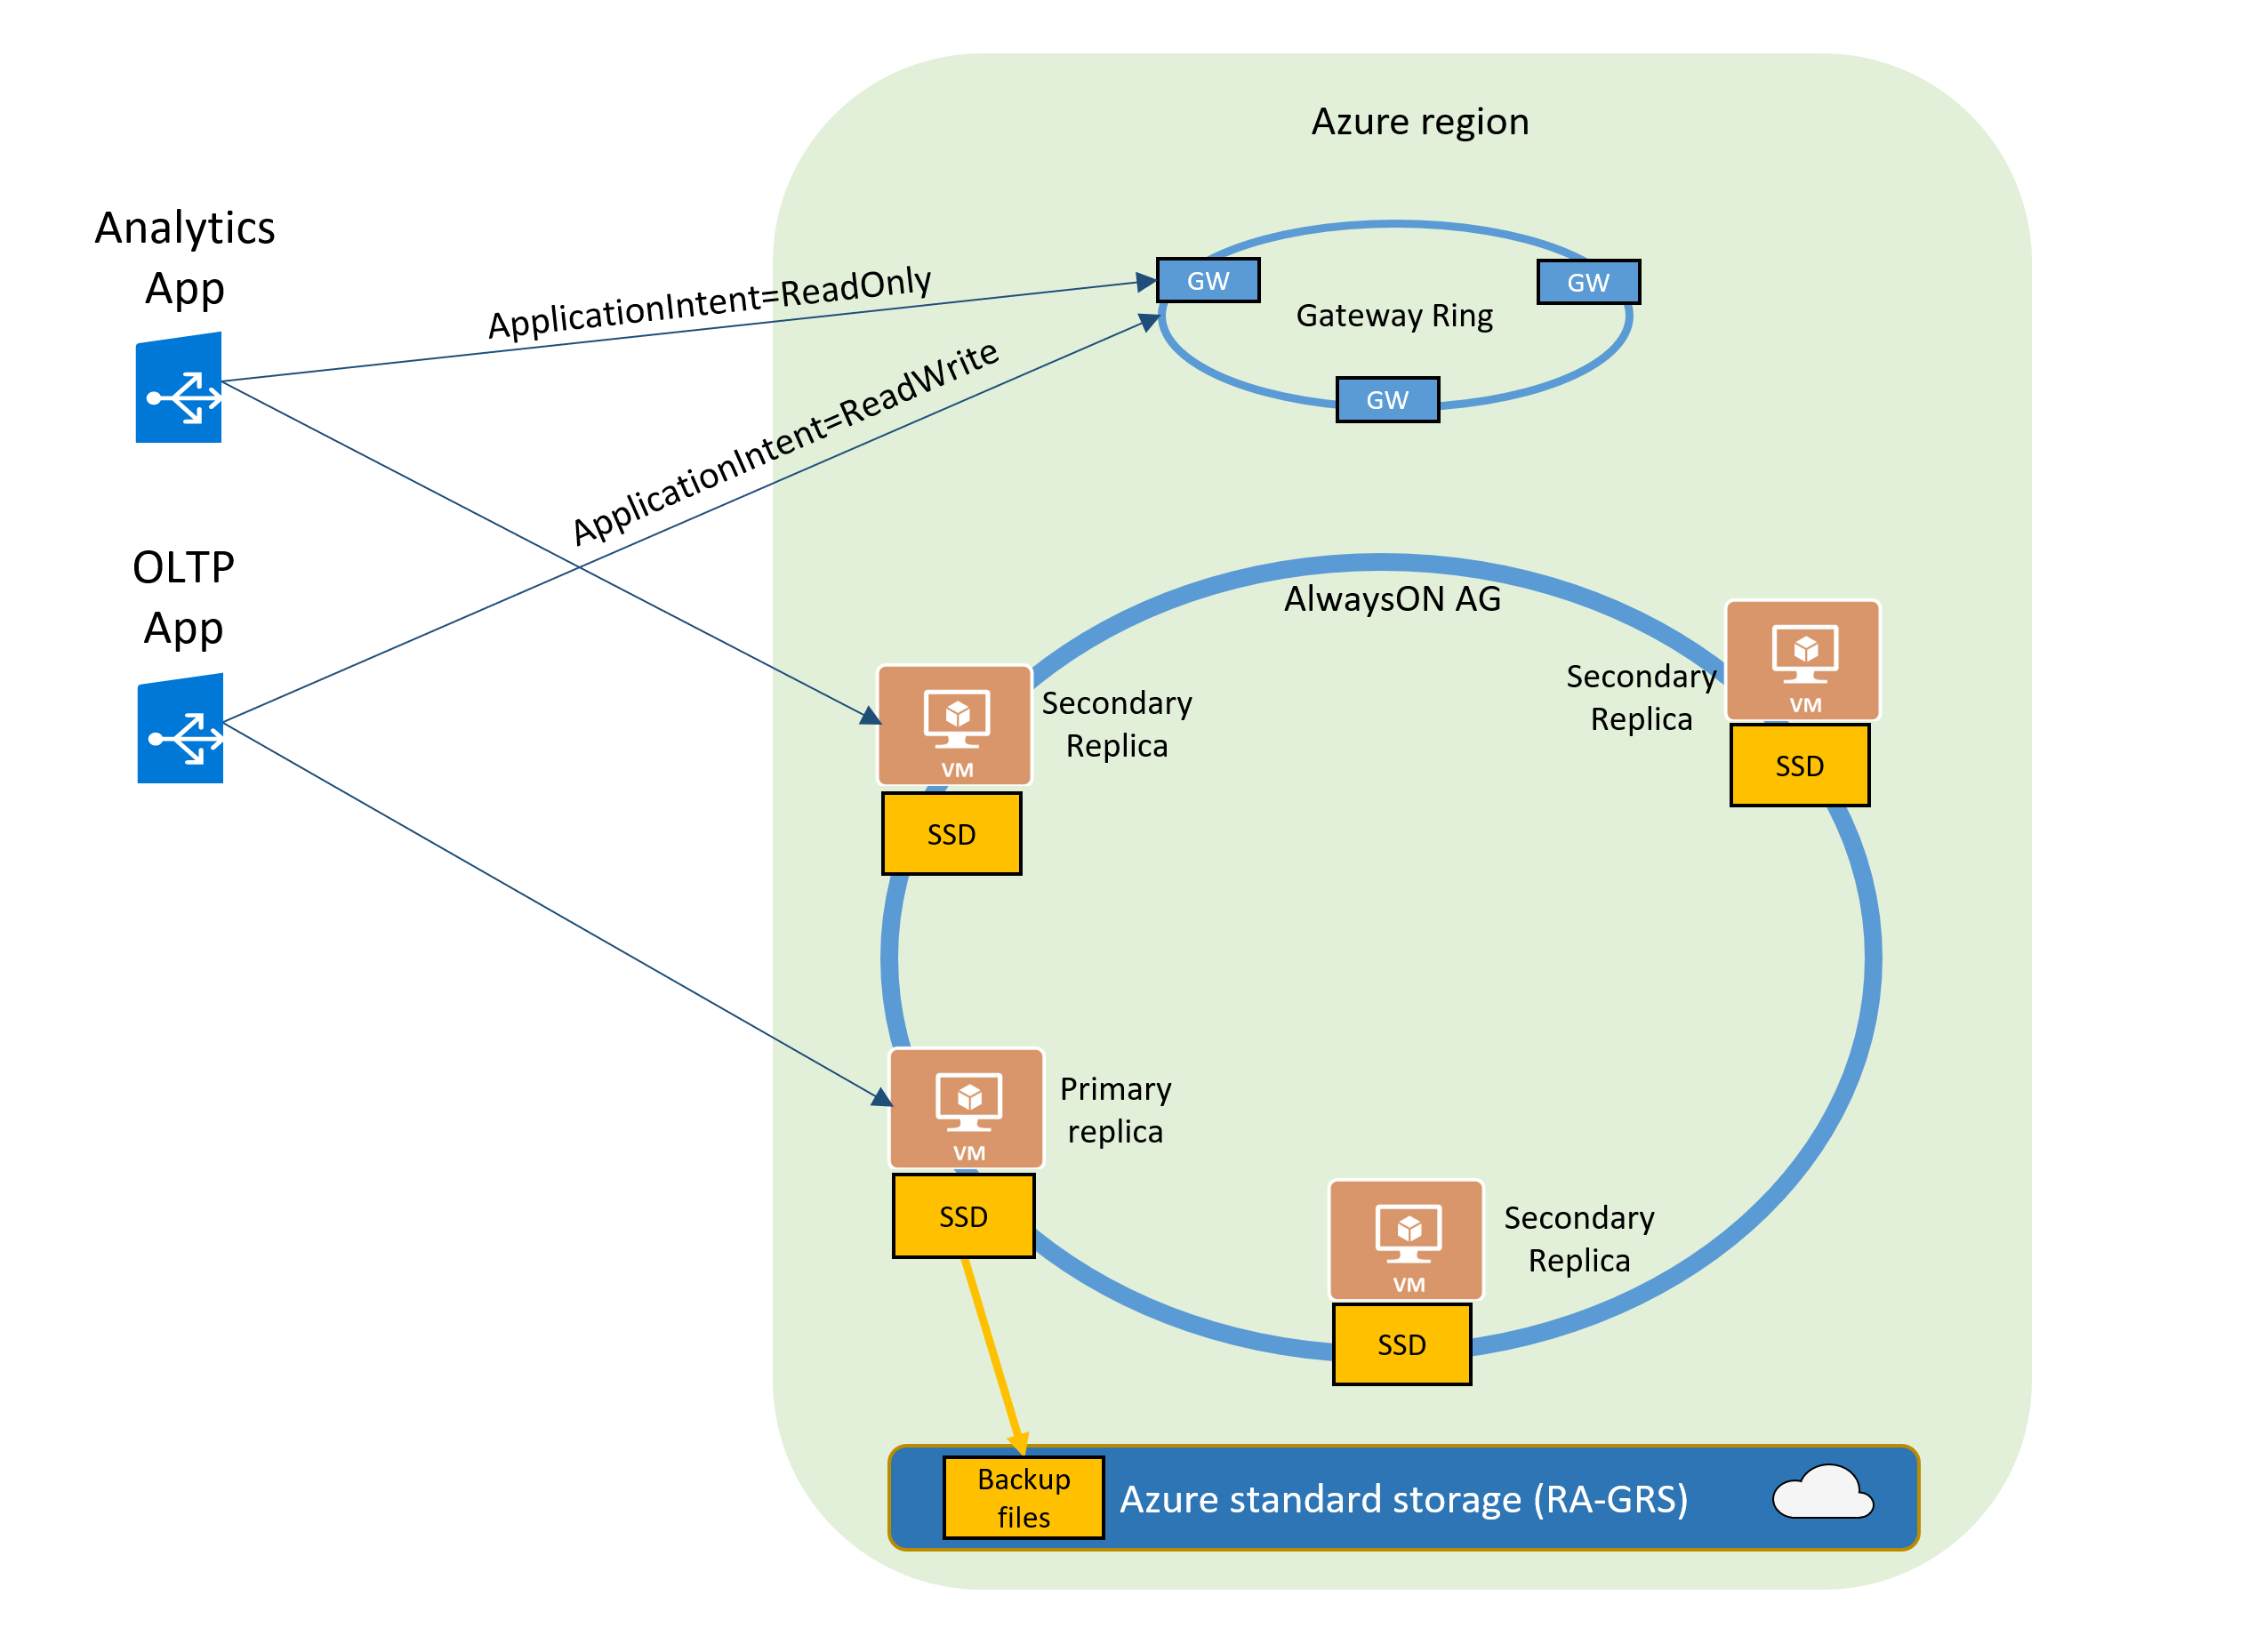 Azure region
Analytics
App
ApplicationIntent=ReadOnly
GW
GW
Gateway Ring
GW
ApplicationIntent=ReadWrite
OLTP
App
AlwaysON AG
VM
SSD
Secondary
Replica
Secondary
Replica
VM
SSD
VM
SSD
Primary
replica
VM
SSD
Secondary
Replica
Backup
files
Azure standard storage (RA-GRS)